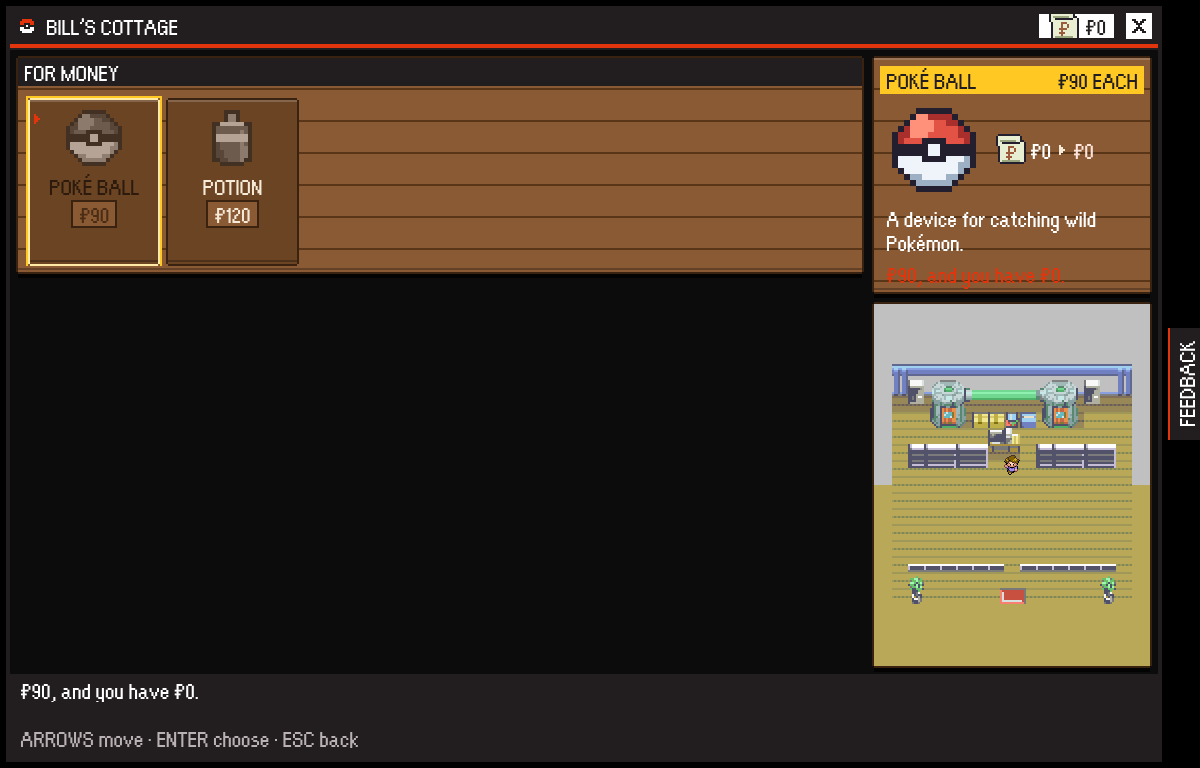 BILL'S COTTAGE
₽ ₽0 X
FOR MONEY
POKÉ BALL
₽90
POTION
₽120
POKÉ BALL ₽90 EACH
₽ ₽0 ▸ ₽0
A device for catching wild
Pokémon.
₽90, and you have ₽0.
FEEDBACK
₽90, and you have ₽0.
ARROWS move · ENTER choose · ESC back